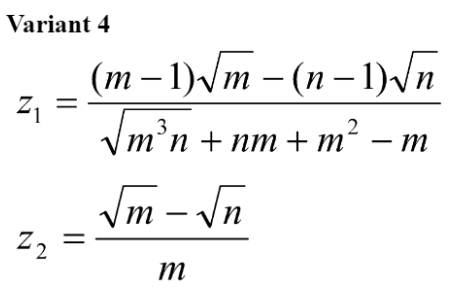 Variant 4
z₁ = ((m − 1)√m − (n − 1)√n) / (√(m³n) + nm + m² − m)
z₂ = (√m − √n) / m